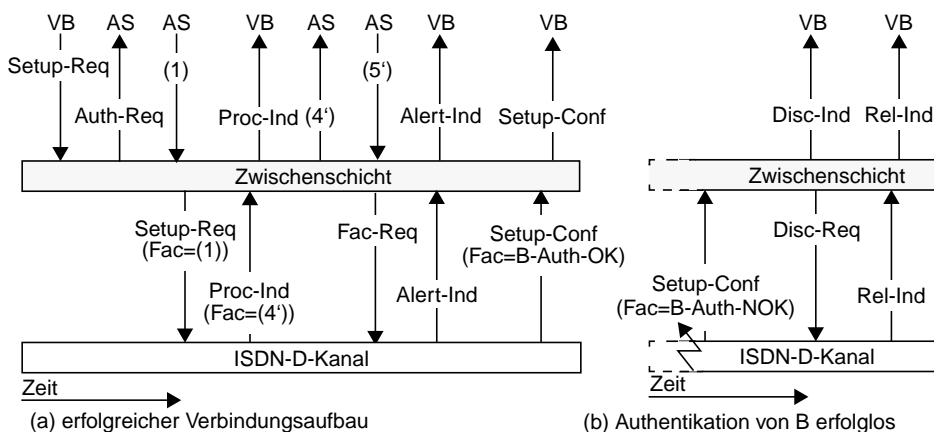 VB AS AS VB AS AS VB VB
Setup-Req (1) (5‘)
Auth-Req Proc-Ind (4‘) Alert-Ind Setup-Conf
Zwischenschicht
Setup-Req
(Fac=(1))
Fac-Req
Setup-Conf
(Fac=B-Auth-OK)
Proc-Ind
(Fac=(4‘))
Alert-Ind
ISDN-D-Kanal
Zeit
(a) erfolgreicher Verbindungsaufbau
VB VB
Disc-Ind Rel-Ind
Zwischenschicht
Disc-Req
Setup-Conf
(Fac=B-Auth-NOK)
Rel-Ind
ISDN-D-Kanal
Zeit
(b) Authentikation von B erfolglos